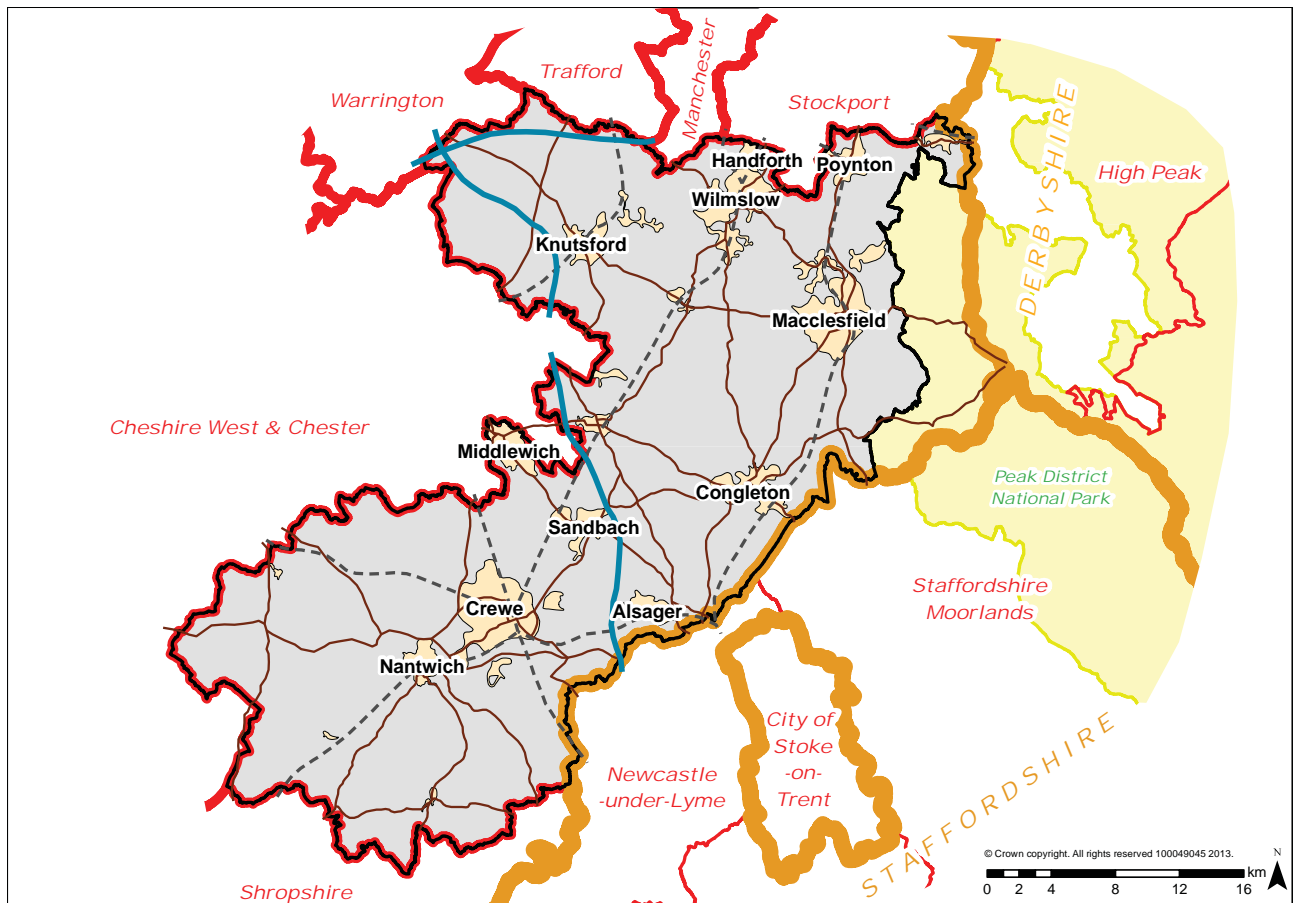 Trafford
Manchester
Warrington
Stockport
DERBYSHIRE
Handforth
Poynton
High Peak
Wilmslow
Knutsford
Macclesfield
Cheshire West & Chester
Middlewich
Peak District
National Park
Congleton
Sandbach
Staffordshire
Moorlands
Crewe
Alsager
Nantwich
City of
Stoke
-on-
Trent
Newcastle
-under-Lyme
STAFFORDSHIRE
Shropshire
© Crown copyright. All rights reserved 100049045 2013.
N
km
0 2 4 8 12 16